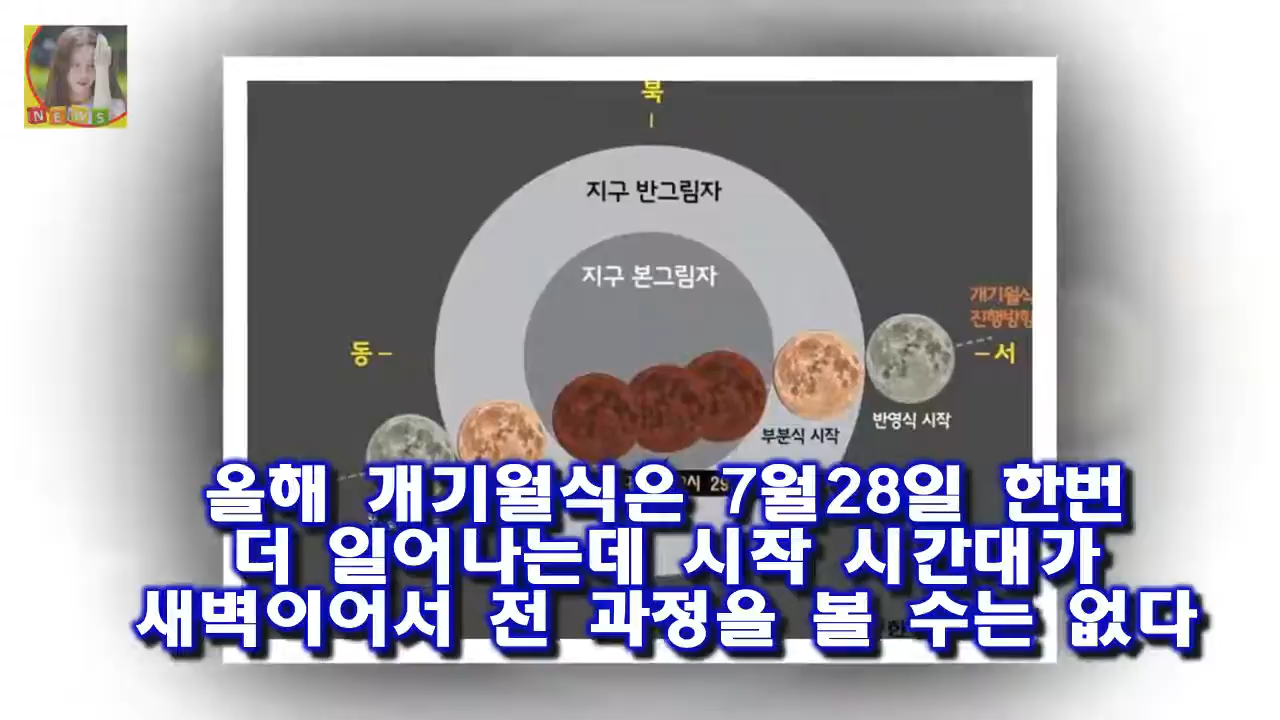 NEWS
북
지구 반그림자
지구 본그림자
개기월식
진행방향
동
서
반영식 시작
부분식 시작
시 29
올해 개기월식은 7월28일 한번
더 일어나는데 시작 시간대가
새벽이어서 전 과정을 볼 수는 없다